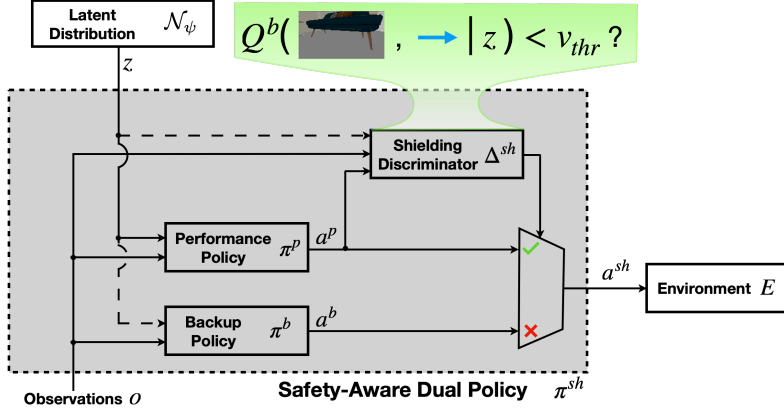 Latent
Distribution 𝒩_ψ
z
Q^b( , → | z ) < v_thr ?
Shielding
Discriminator Δ^sh
Performance
Policy π^p
a^p
Backup
Policy π^b
a^b
a^sh
Environment E
Safety-Aware Dual Policy π^sh
Observations o